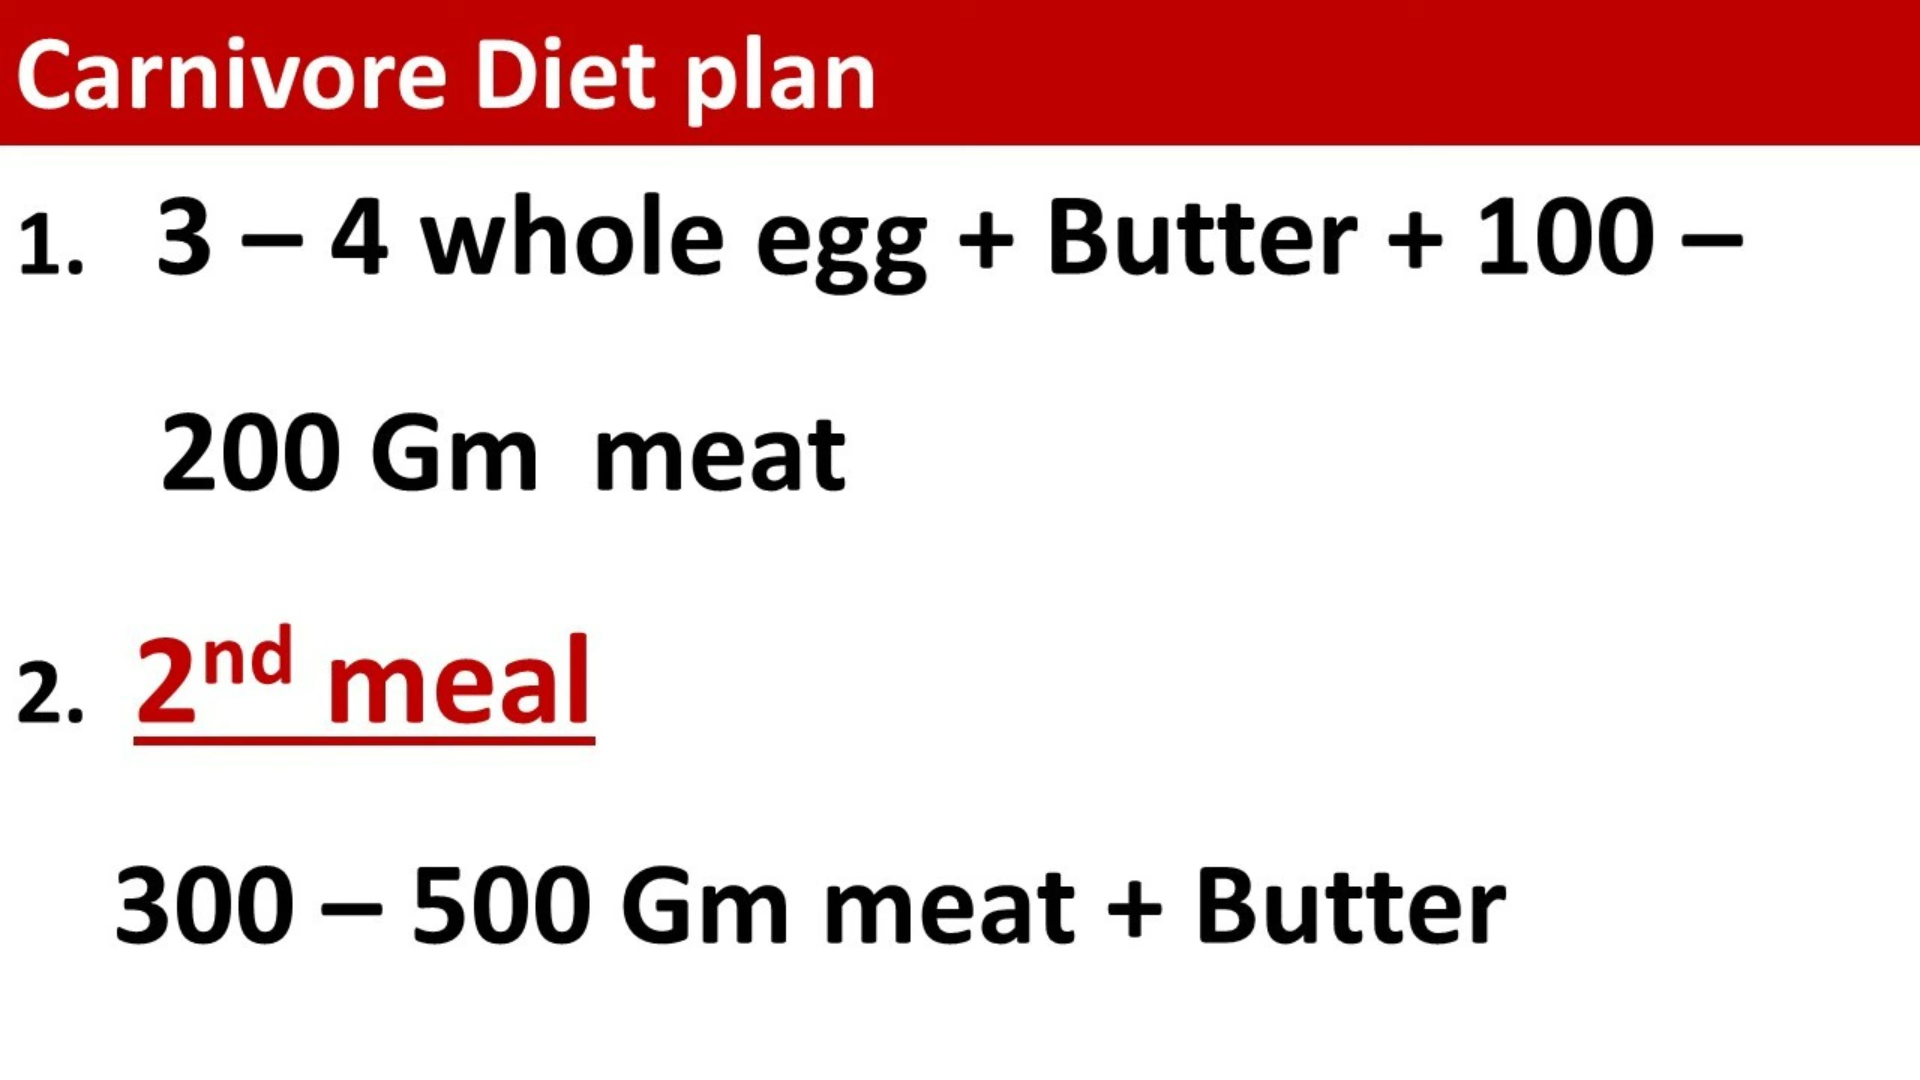 Carnivore Diet plan
1. 3 – 4 whole egg + Butter + 100 –
200 Gm meat
2. 2nd meal
300 – 500 Gm meat + Butter